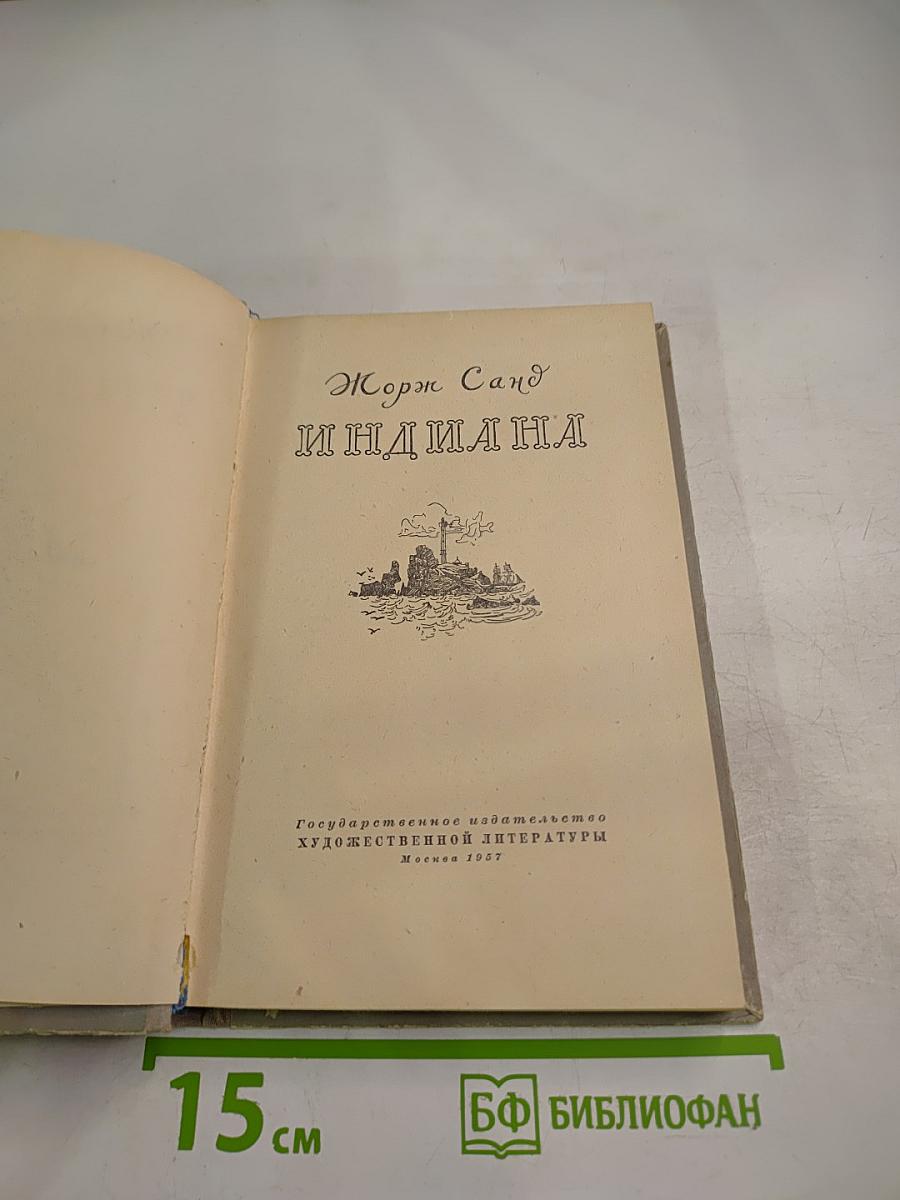 Жорж Санд
ИНДИАНА
Государственное издательство
ХУДОЖЕСТВЕННОЙ ЛИТЕРАТУРЫ
Москва 1957
15 см
БФ БИБЛИОФАН